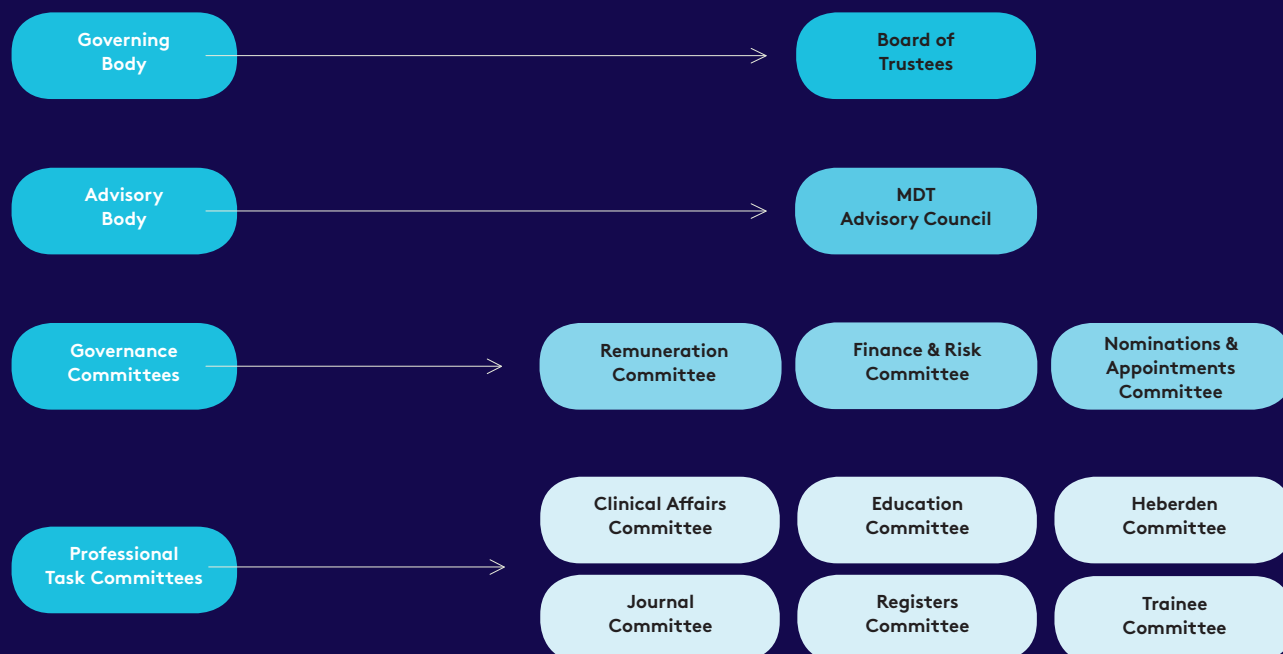 Governing
Body
Board of
Trustees
Advisory
Body
MDT
Advisory Council
Governance
Committees
Remuneration
Committee
Finance & Risk
Committee
Nominations &
Appointments
Committee
Professional
Task Committees
Clinical Affairs
Committee
Education
Committee
Heberden
Committee
Journal
Committee
Registers
Committee
Trainee
Committee